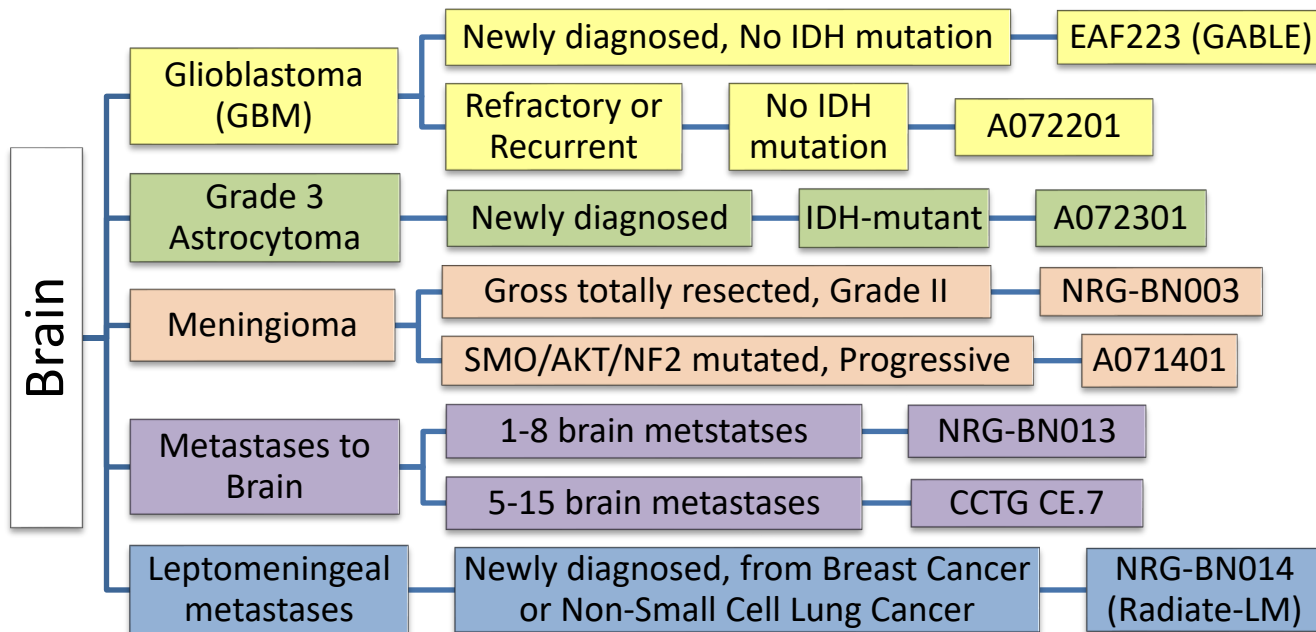 Brain
Glioblastoma
(GBM)
Newly diagnosed, No IDH mutation
EAF223 (GABLE)
Refractory or
Recurrent
No IDH
mutation
A072201
Grade 3
Astrocytoma
Newly diagnosed
IDH-mutant
A072301
Meningioma
Gross totally resected, Grade II
NRG-BN003
SMO/AKT/NF2 mutated, Progressive
A071401
Metastases to
Brain
1-8 brain metstatses
NRG-BN013
5-15 brain metastases
CCTG CE.7
Leptomeningeal
metastases
Newly diagnosed, from Breast Cancer
or Non-Small Cell Lung Cancer
NRG-BN014
(Radiate-LM)